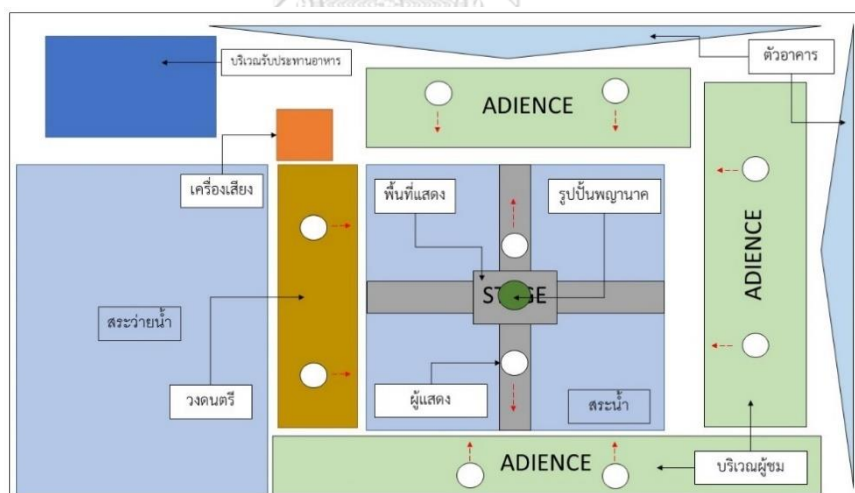 บริเวณรับประทานอาหาร
ตัวอาคาร
ADIENCE
เครื่องเสียง
พื้นที่แสดง
รูปปั้นพญานาค
ADIENCE
STGE
สระว่ายน้ำ
วงดนตรี
ผู้แสดง
สระน้ำ
ADIENCE
บริเวณผู้ชม